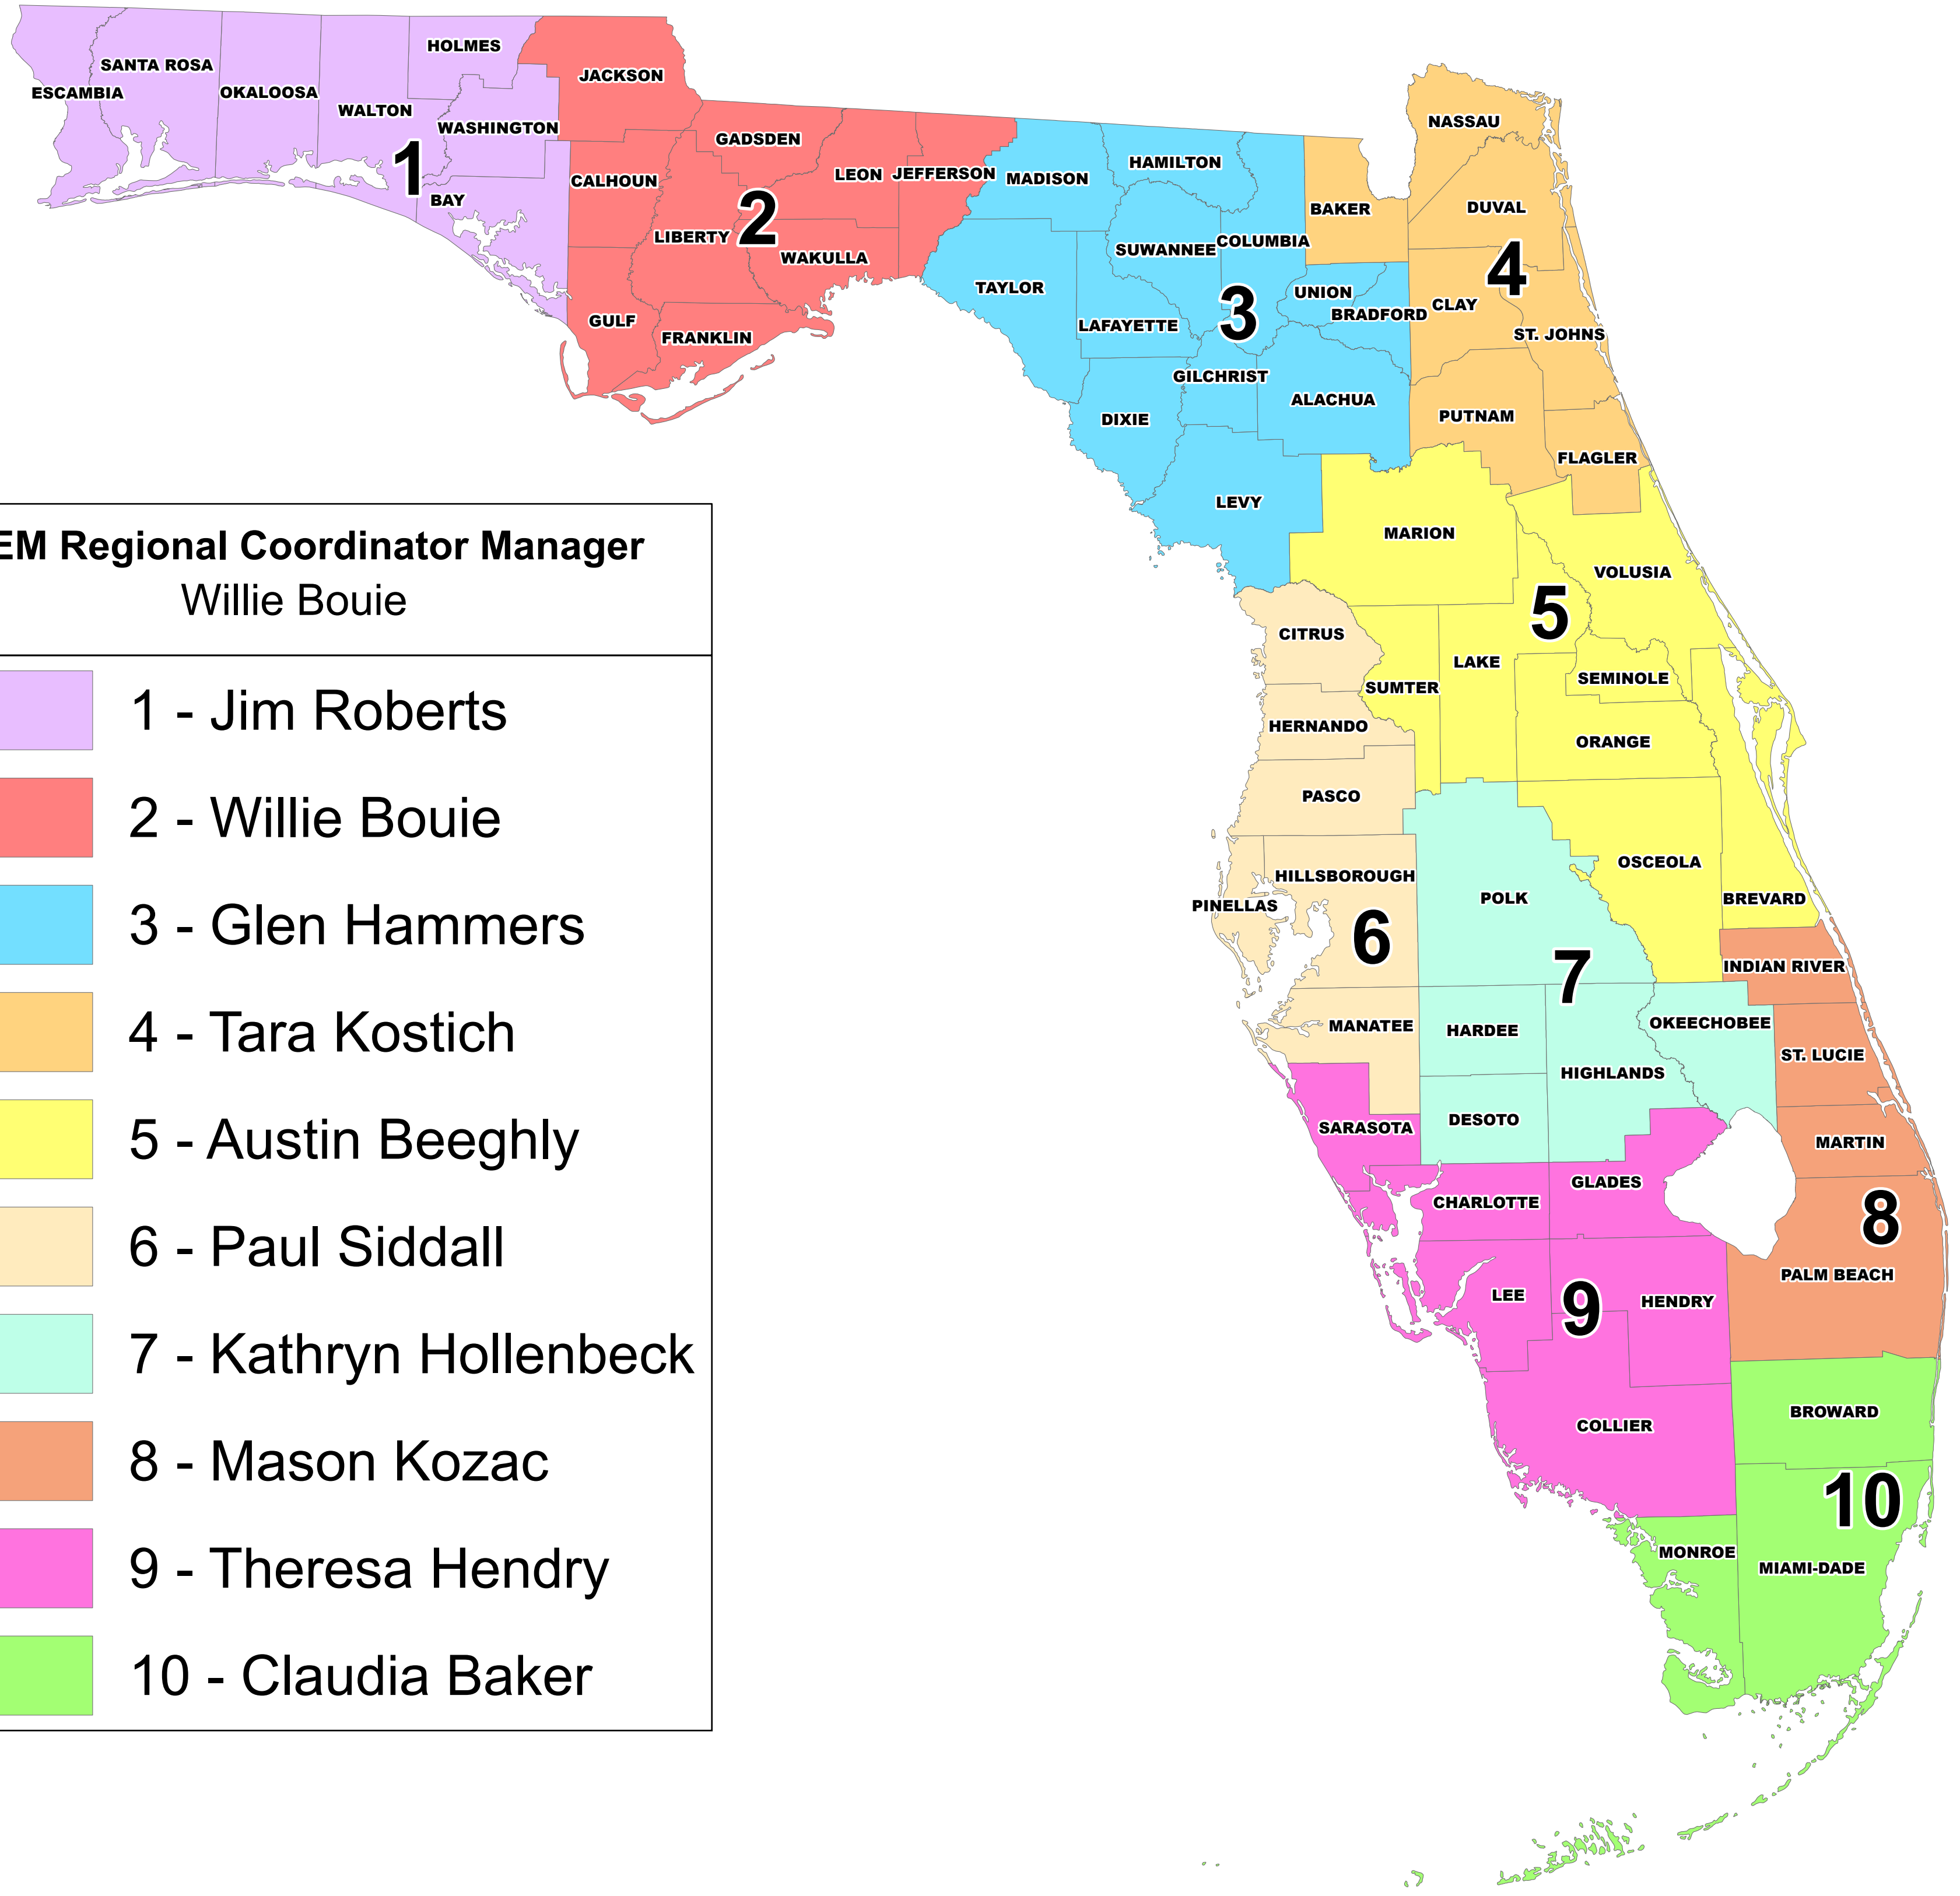 HOLMES
SANTA ROSA
JACKSON
ESCAMBIA
OKALOOSA
WALTON
WASHINGTON
1
BAY
GADSDEN
LEON
JEFFERSON
CALHOUN
2
LIBERTY
WAKULLA
GULF
FRANKLIN
MADISON
HAMILTON
SUWANNEE
COLUMBIA
TAYLOR
LAFAYETTE
3
UNION
BRADFORD
GILCHRIST
ALACHUA
DIXIE
LEVY
NASSAU
DUVAL
BAKER
4
CLAY
ST. JOHNS
PUTNAM
FLAGLER
MARION
VOLUSIA
5
LAKE
SUMTER
SEMINOLE
ORANGE
OSCEOLA
BREVARD
CITRUS
HERNANDO
PASCO
HILLSBOROUGH
PINELLAS
6
MANATEE
POLK
7
HARDEE
HIGHLANDS
OKEECHOBEE
DESOTO
INDIAN RIVER
ST. LUCIE
MARTIN
8
PALM BEACH
SARASOTA
CHARLOTTE
GLADES
LEE
9
HENDRY
COLLIER
BROWARD
10
MONROE
MIAMI-DADE
EM Regional Coordinator Manager
Willie Bouie
1 - Jim Roberts
2 - Willie Bouie
3 - Glen Hammers
4 - Tara Kostich
5 - Austin Beeghly
6 - Paul Siddall
7 - Kathryn Hollenbeck
8 - Mason Kozac
9 - Theresa Hendry
10 - Claudia Baker